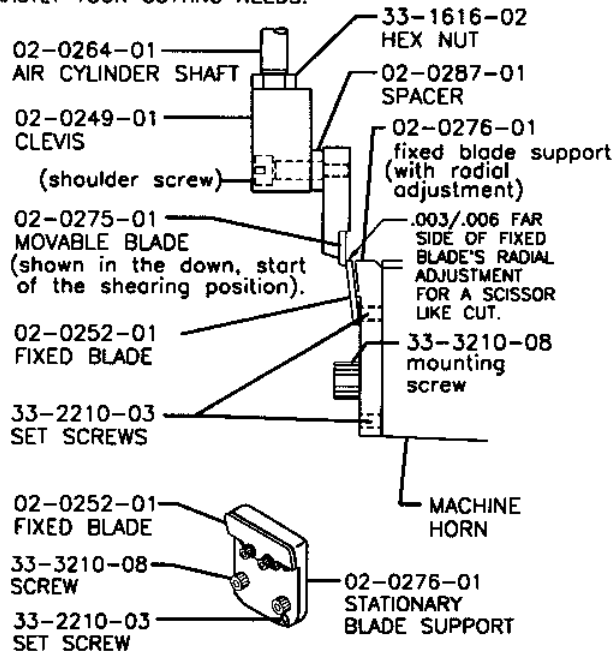 YOUR CUTTING NEEDS.
33-1616-02
HEX NUT
02-0264-01
AIR CYLINDER SHAFT
02-0287-01
SPACER
02-0249-01
CLEVIS
02-0276-01
fixed blade support
(with radial
adjustment)
(shoulder screw)
02-0275-01
MOVABLE BLADE
(shown in the down, start
of the shearing position).
.003/.006 FAR
SIDE OF FIXED
BLADE'S RADIAL
ADJUSTMENT
FOR A SCISSOR
LIKE CUT.
02-0252-01
FIXED BLADE
33-3210-08
mounting
screw
33-2210-03
SET SCREWS
MACHINE
HORN
02-0252-01
FIXED BLADE
33-3210-08
SCREW
33-2210-03
SET SCREW
02-0276-01
STATIONARY
BLADE SUPPORT